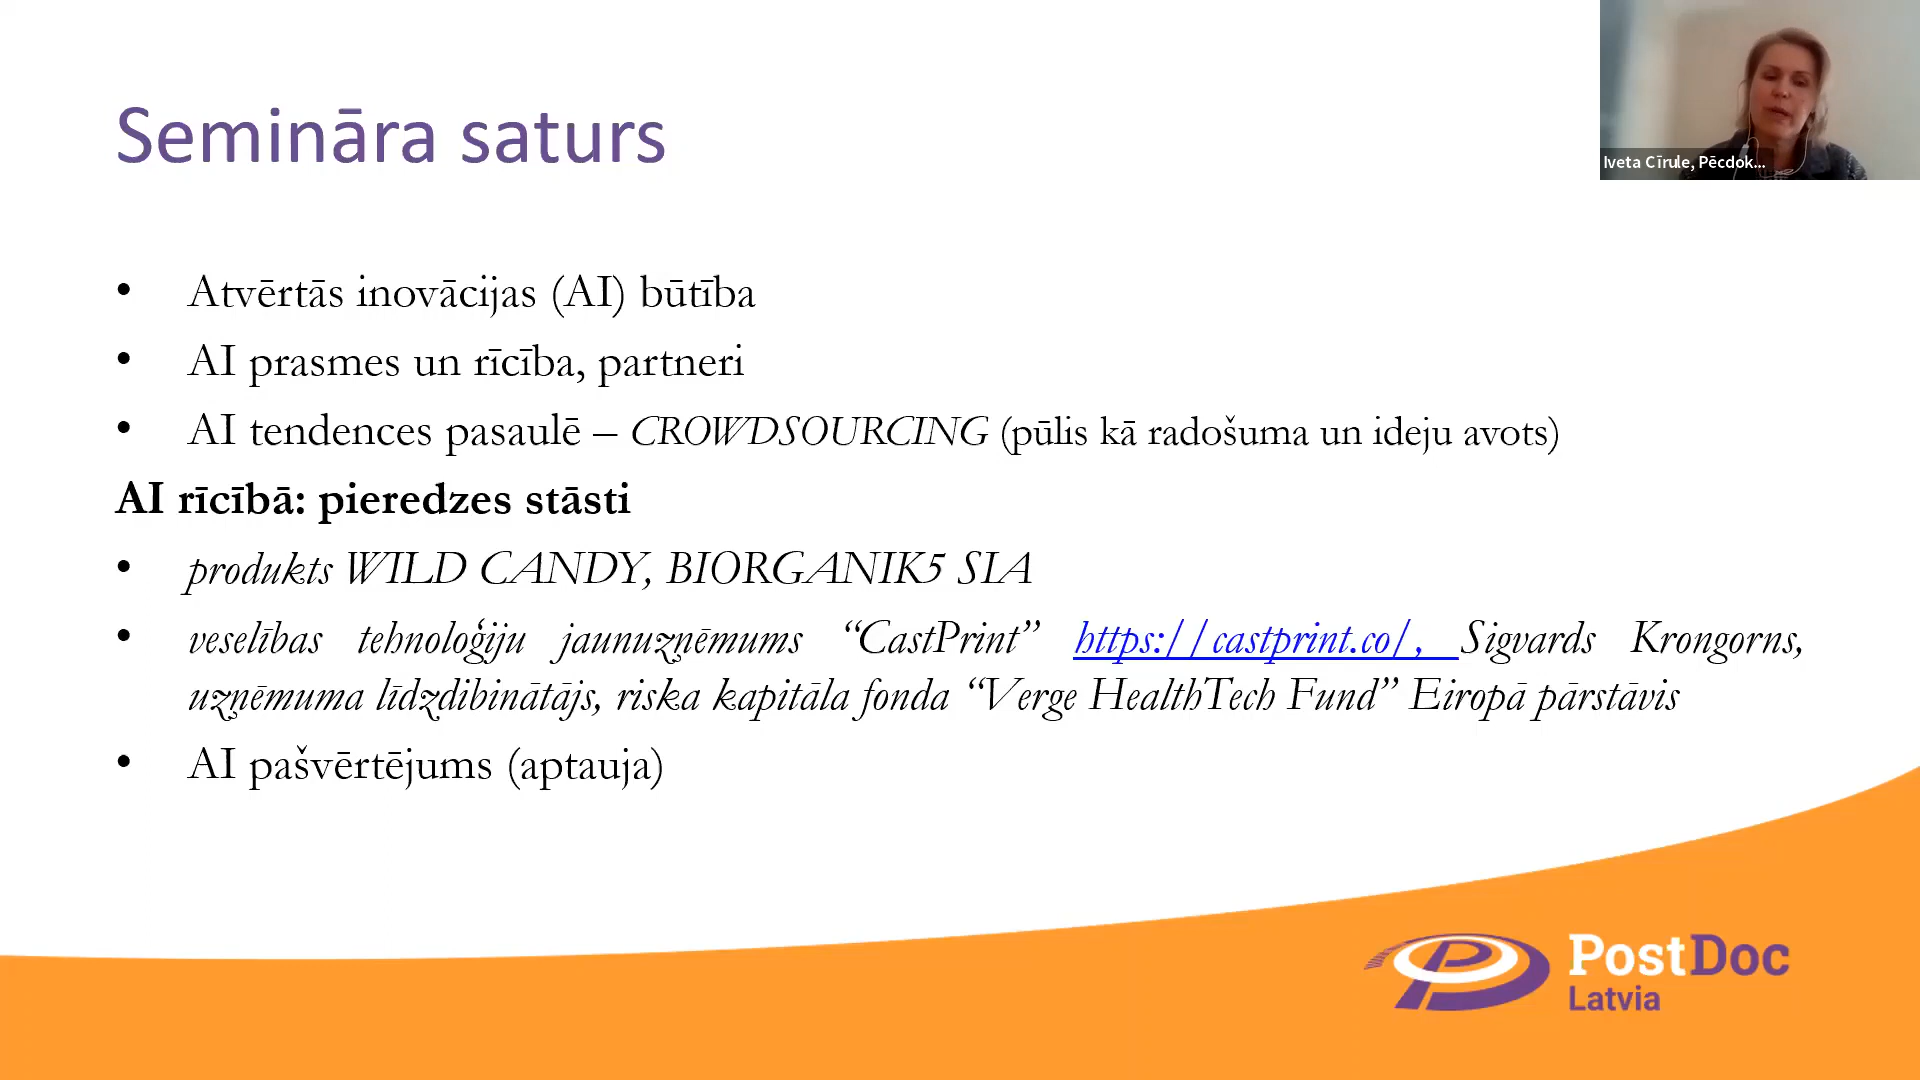 Semināra saturs
Iveta Cīrule, Pēcdok...
• Atvērtās inovācijas (AI) būtība
• AI prasmes un rīcība, partneri
• AI tendences pasaulē – CROWDSOURCING (pūlis kā radošuma un ideju avots)
AI rīcībā: pieredzes stāsti
• produkts WILD CANDY, BIORGANIK5 SIA
• veselības tehnoloģiju jaunuzņēmums “CastPrint” https://castprint.co/, Sigvards Krongorns,
uzņēmuma līdzdibinātājs, riska kapitāla fonda “Verge HealthTech Fund” Eiropā pārstāvis
• AI pašvērtējums (aptauja)
PostDoc
Latvia